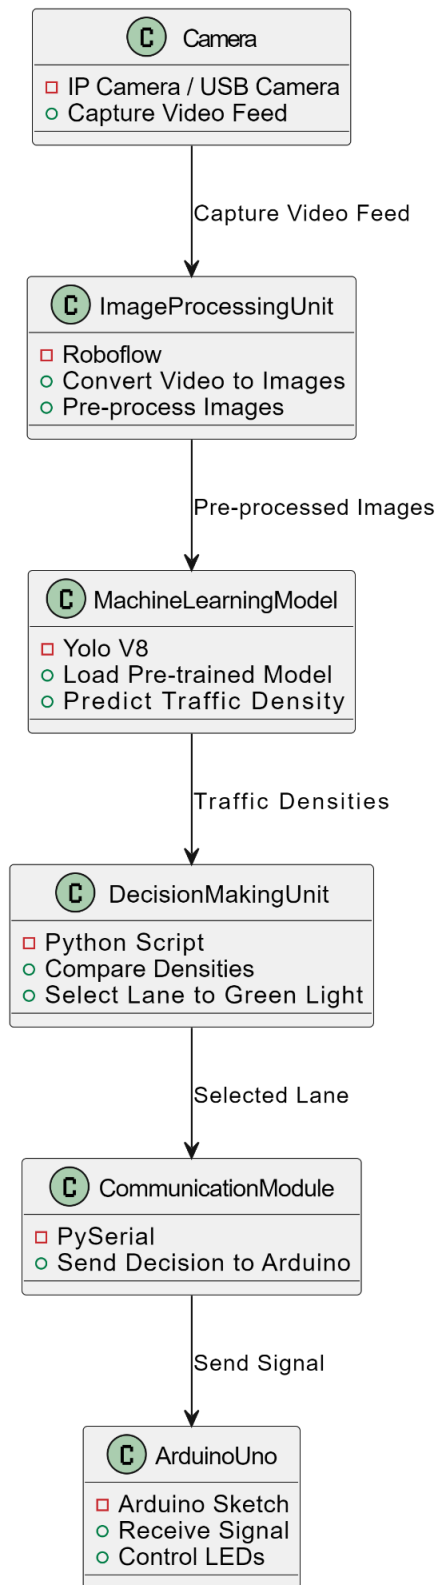 C Camera
IP Camera / USB Camera
Capture Video Feed
Capture Video Feed
C ImageProcessingUnit
Roboflow
Convert Video to Images
Pre-process Images
Pre-processed Images
C MachineLearningModel
Yolo V8
Load Pre-trained Model
Predict Traffic Density
Traffic Densities
C DecisionMakingUnit
Python Script
Compare Densities
Select Lane to Green Light
Selected Lane
C CommunicationModule
PySerial
Send Decision to Arduino
Send Signal
C ArduinoUno
Arduino Sketch
Receive Signal
Control LEDs